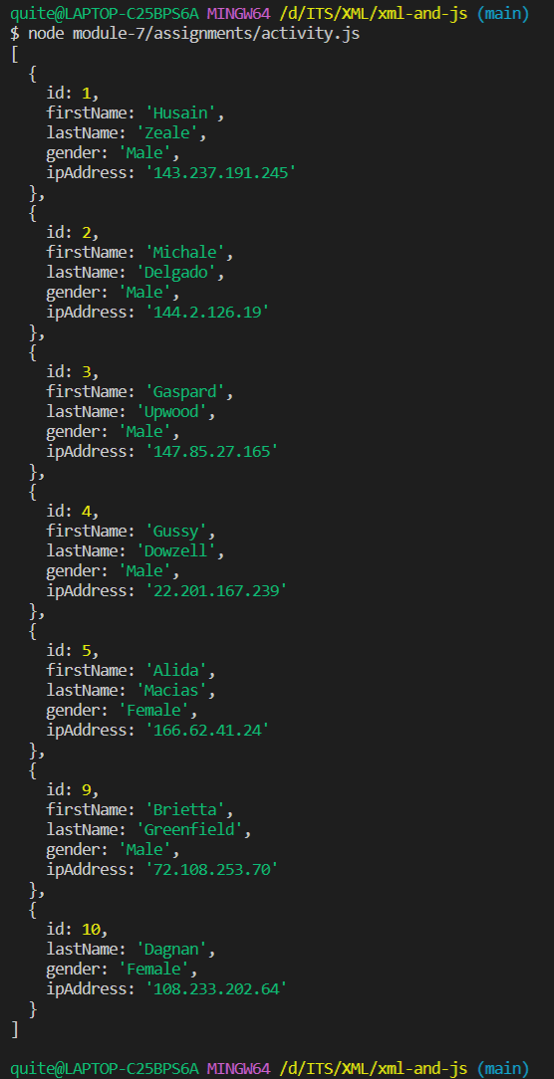 quite@LAPTOP-C25BPS6A MINGW64 /d/ITS/XML/xml-and-js (main)
$ node module-7/assignments/activity.js
[
  {
    id: 1,
    firstName: 'Husain',
    lastName: 'Zeale',
    gender: 'Male',
    ipAddress: '143.237.191.245'
  },
  {
    id: 2,
    firstName: 'Michale',
    lastName: 'Delgado',
    gender: 'Male',
    ipAddress: '144.2.126.19'
  },
  {
    id: 3,
    firstName: 'Gaspard',
    lastName: 'Upwood',
    gender: 'Male',
    ipAddress: '147.85.27.165'
  },
  {
    id: 4,
    firstName: 'Gussy',
    lastName: 'Dowzell',
    gender: 'Male',
    ipAddress: '22.201.167.239'
  },
  {
    id: 5,
    firstName: 'Alida',
    lastName: 'Macias',
    gender: 'Female',
    ipAddress: '166.62.41.24'
  },
  {
    id: 9,
    firstName: 'Brietta',
    lastName: 'Greenfield',
    gender: 'Male',
    ipAddress: '72.108.253.70'
  },
  {
    id: 10,
    lastName: 'Dagnan',
    gender: 'Female',
    ipAddress: '108.233.202.64'
  }
]
quite@LAPTOP-C25BPS6A MINGW64 /d/ITS/XML/xml-and-js (main)